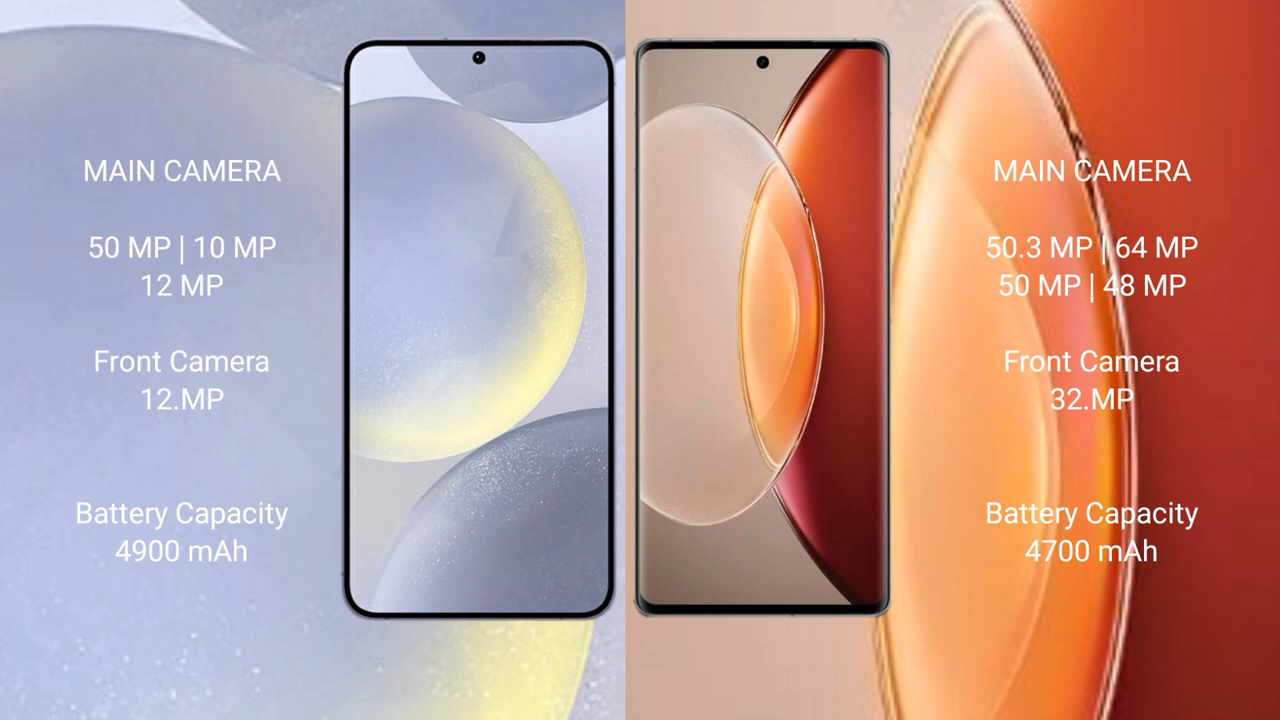 MAIN CAMERA
50 MP | 10 MP
12 MP
Front Camera
12.MP
Battery Capacity
4900 mAh
MAIN CAMERA
50.3 MP | 64 MP
50 MP | 48 MP
Front Camera
32.MP
Battery Capacity
4700 mAh